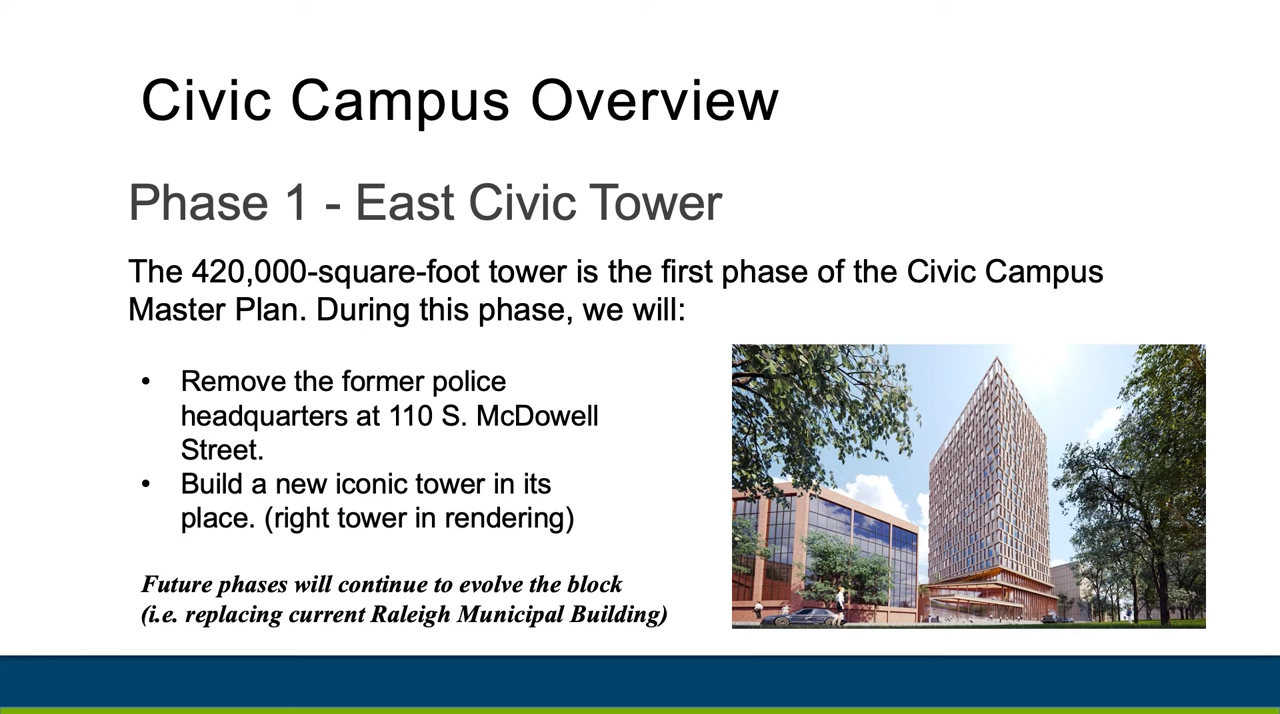 Civic Campus Overview
Phase 1 - East Civic Tower
The 420,000-square-foot tower is the first phase of the Civic Campus
Master Plan. During this phase, we will:
• Remove the former police
headquarters at 110 S. McDowell
Street.
• Build a new iconic tower in its
place. (right tower in rendering)
Future phases will continue to evolve the block
(i.e. replacing current Raleigh Municipal Building)